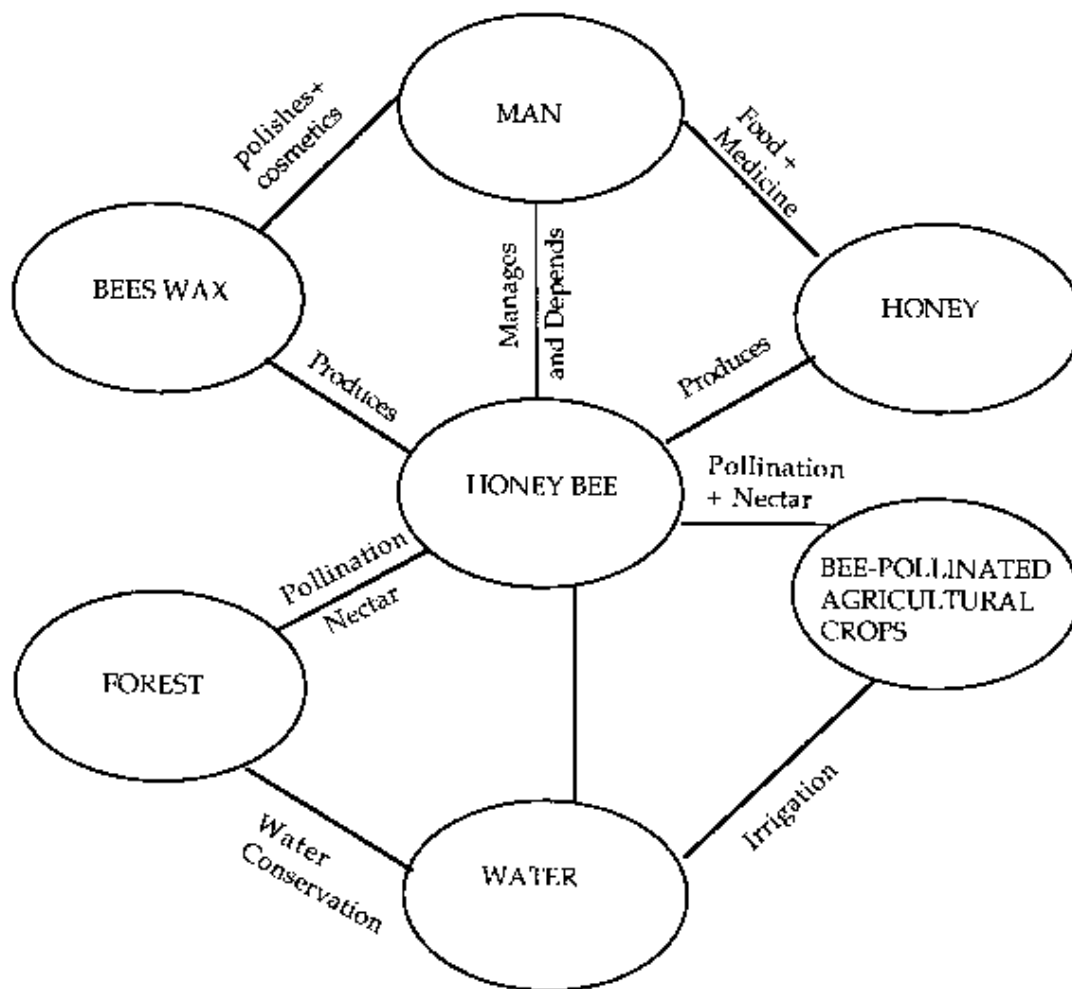 MAN
polishes+
cosmetics
Food +
Medicine
BEES WAX
Manages
and Depends
HONEY
Produces
Produces
HONEY BEE
Pollination
+ Nectar
Pollination
Nectar
BEE-POLLINATED
AGRICULTURAL
CROPS
FOREST
Water
Conservation
Irrigation
WATER